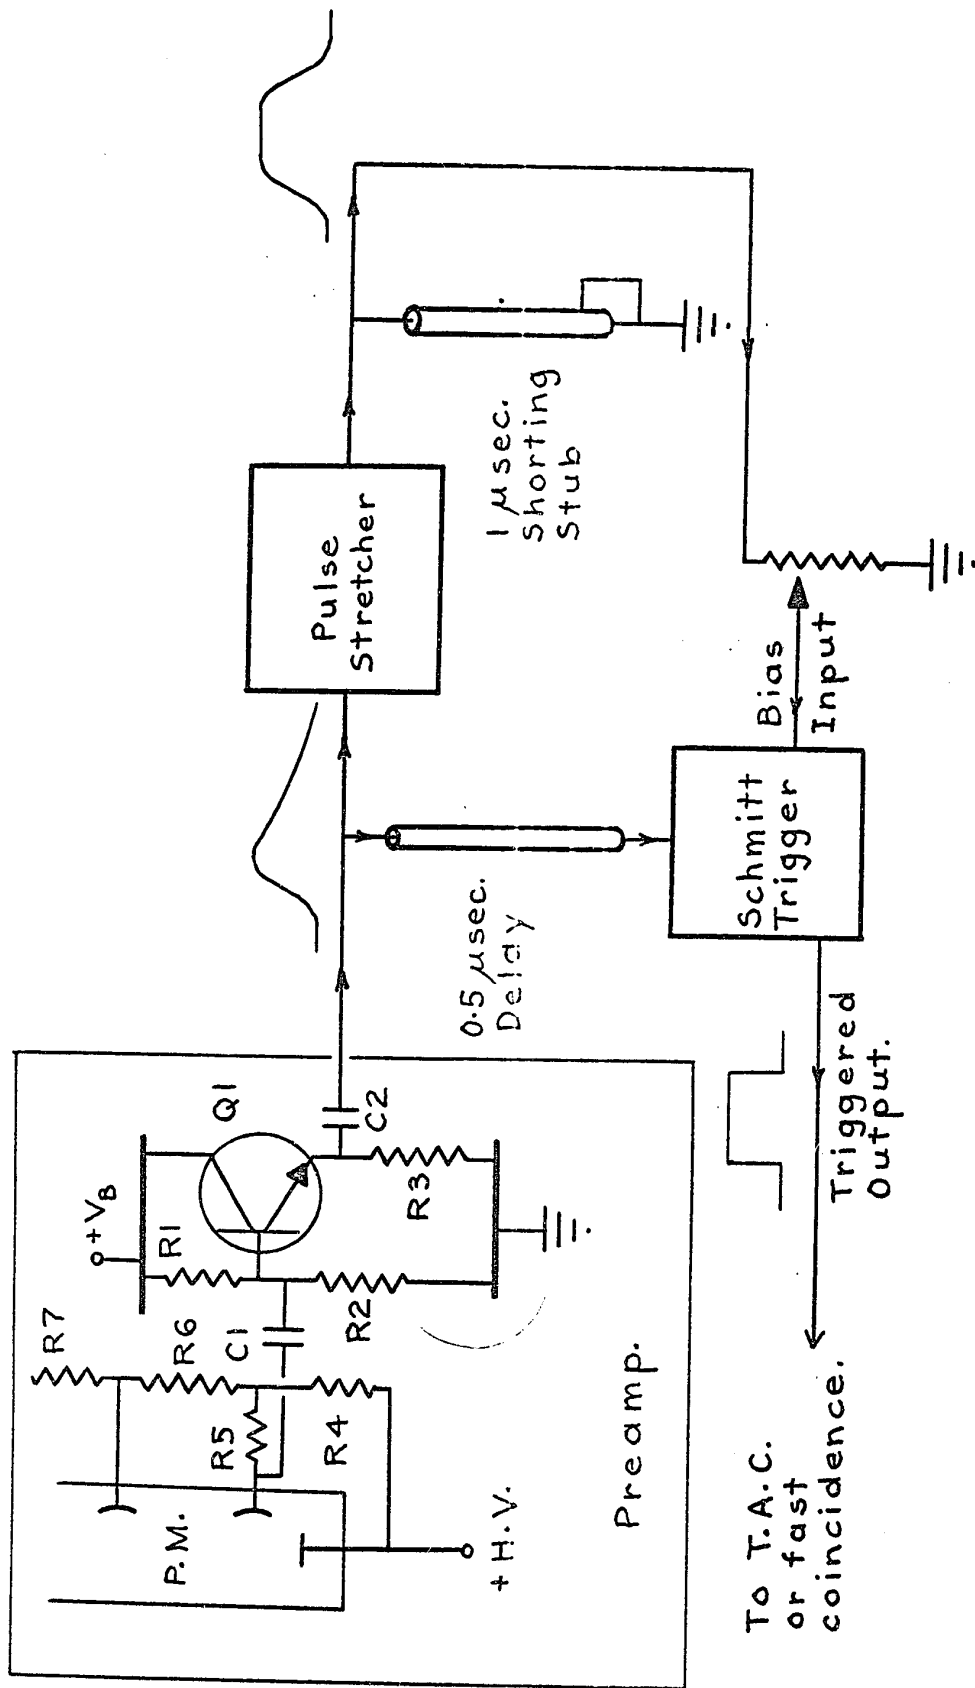 P.M.
R7
R6
R5
R4
C1
+ H.V.
+VB
R1
R2
Q1
R3
C2
Preamp.
0.5 μsec.
Delay
Pulse
Stretcher
1 μsec.
Shorting
Stub
Schmitt
Trigger
Bias
Input
Triggered
Output.
To T.A.C.
or fast
coincidence.